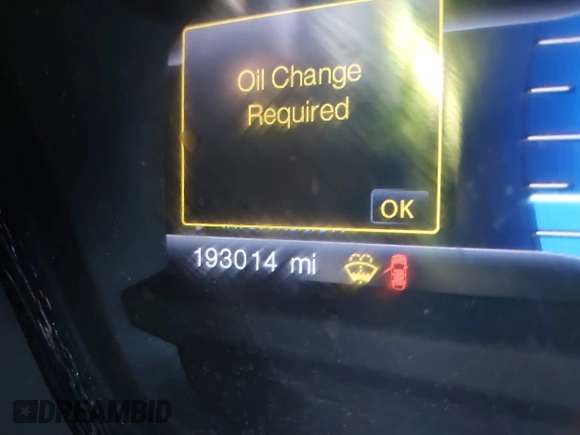 Oil Change
Required
OK
193014 mi
DREAMBID